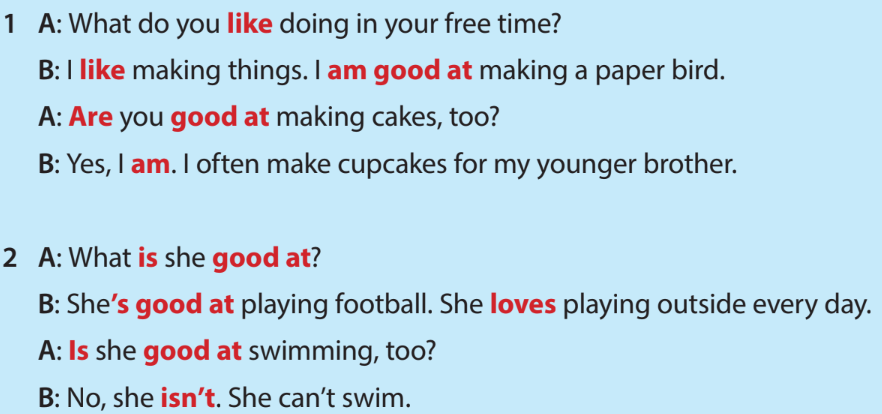 1 A: What do you like doing in your free time?
B: I like making things. I am good at making a paper bird.
A: Are you good at making cakes, too?
B: Yes, I am. I often make cupcakes for my younger brother.
2 A: What is she good at?
B: She's good at playing football. She loves playing outside every day.
A: Is she good at swimming, too?
B: No, she isn't. She can't swim.